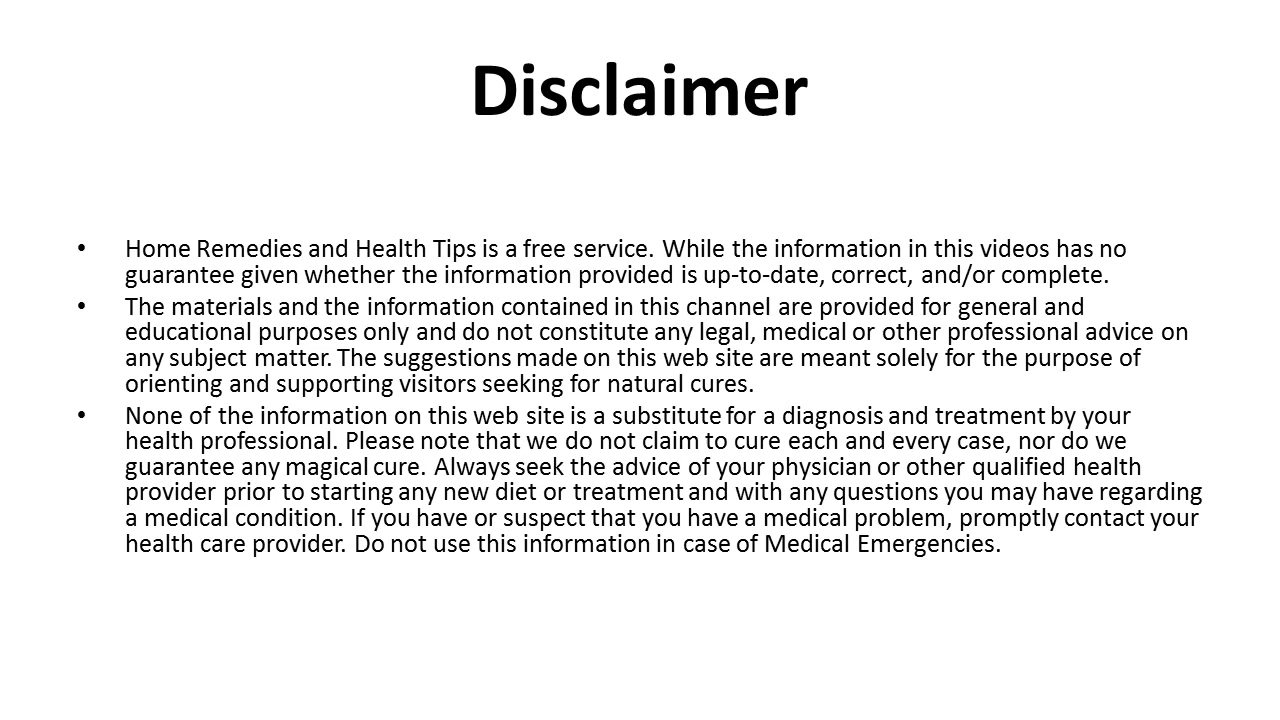 Disclaimer
• Home Remedies and Health Tips is a free service. While the information in this videos has no
guarantee given whether the information provided is up-to-date, correct, and/or complete.
• The materials and the information contained in this channel are provided for general and
educational purposes only and do not constitute any legal, medical or other professional advice on
any subject matter. The suggestions made on this web site are meant solely for the purpose of
orienting and supporting visitors seeking for natural cures.
• None of the information on this web site is a substitute for a diagnosis and treatment by your
health professional. Please note that we do not claim to cure each and every case, nor do we
guarantee any magical cure. Always seek the advice of your physician or other qualified health
provider prior to starting any new diet or treatment and with any questions you may have regarding
a medical condition. If you have or suspect that you have a medical problem, promptly contact your
health care provider. Do not use this information in case of Medical Emergencies.